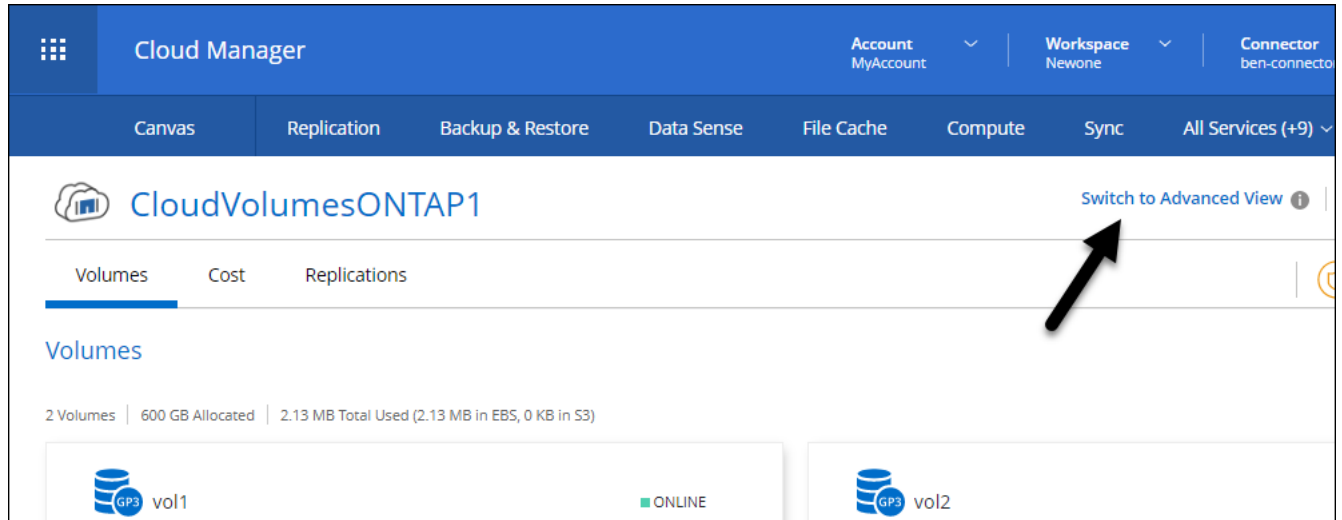 Cloud Manager
Account
MyAccount
Workspace
Newone
Connector
Canvas
Replication
Backup & Restore
Data Sense
File Cache
Compute
Sync
All Services (+9)
CloudVolumesONTAP1
Switch to Advanced View
Volumes
Cost
Replications
Volumes
2 Volumes
600 GB Allocated
2.13 MB Total Used (2.13 MB in EBS, 0 KB in S3)
GP3
vol1
ONLINE
GP3
vol2